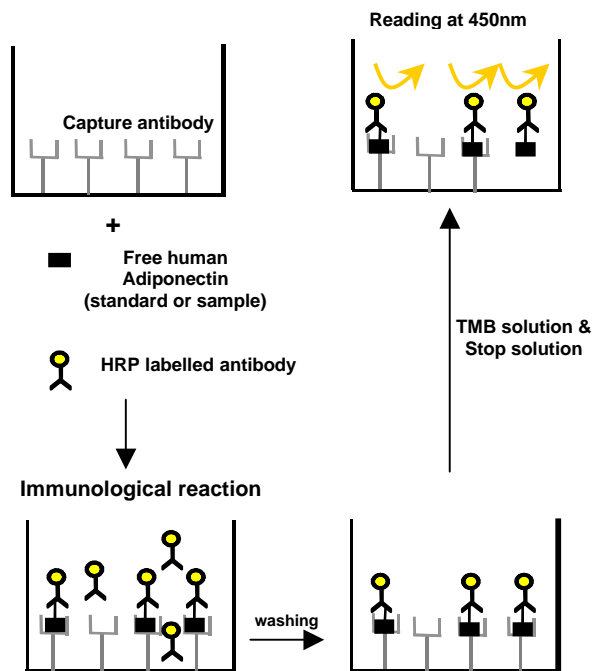 Capture antibody
+
Free human
Adiponectin
(standard or sample)
HRP labelled antibody
Immunological reaction
washing
TMB solution &
Stop solution
Reading at 450nm